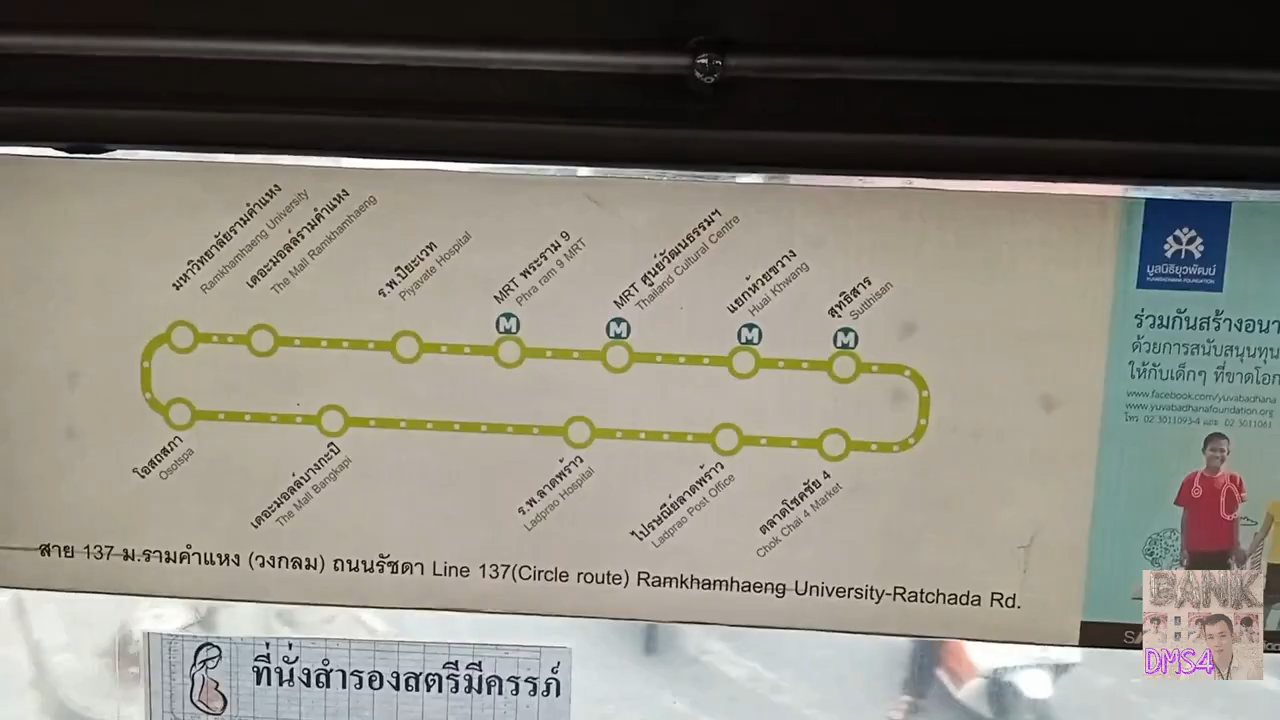 มหาวิทยาลัยรามคำแหง
Ramkhamhaeng University
เดอะมอลล์รามคำแหง
The Mall Ramkhamhaeng
ร.พ.ปิยะเวท
Piyavate Hospital
MRT พระราม 9
Phra ram 9 MRT
MRT ศูนย์วัฒนธรรมฯ
Thailand Cultural Centre
แยกห้วยขวาง
Huai Khwang
สุทธิสาร
Sutthisan
M
M
M
M
โอสถสภา
Osotspa
เดอะมอลล์บางกะปิ
The Mall Bangkapi
ร.พ.ลาดพร้าว
Ladprao Hospital
ไปรษณีย์ลาดพร้าว
Ladprao Post Office
ตลาดโชคชัย 4
Chok Chai 4 Market
สาย 137 ม.รามคำแหง (วงกลม) ถนนรัชดา Line 137(Circle route) Ramkhamhaeng University-Ratchada Rd.
มูลนิธิยุวพัฒน์
YUVABADHANA FOUNDATION
ร่วมกันสร้างอนา
ด้วยการสนับสนุนทุน
ให้กับเด็กๆ ที่ขาดโอก
www.facebook.com/yuvabadhana
www.yuvabadhanafoundation.org
โทร. 02 3011093-4 และ 02 3011061
ที่นั่งสำรองสตรีมีครรภ์
BANK
DMS4